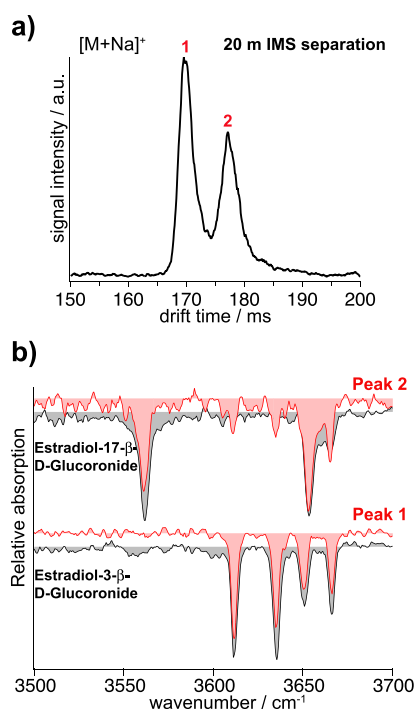 a)
[M+Na]+ 20 m IMS separation
1
2
signal intensity / a.u.
150 160 170 180 190 200
drift time / ms
b)
Peak 2
Estradiol-17-β-
D-Glucoronide
Peak 1
Estradiol-3-β-
D-Glucoronide
Relative absorption
3500 3550 3600 3650 3700
wavenumber / cm-1